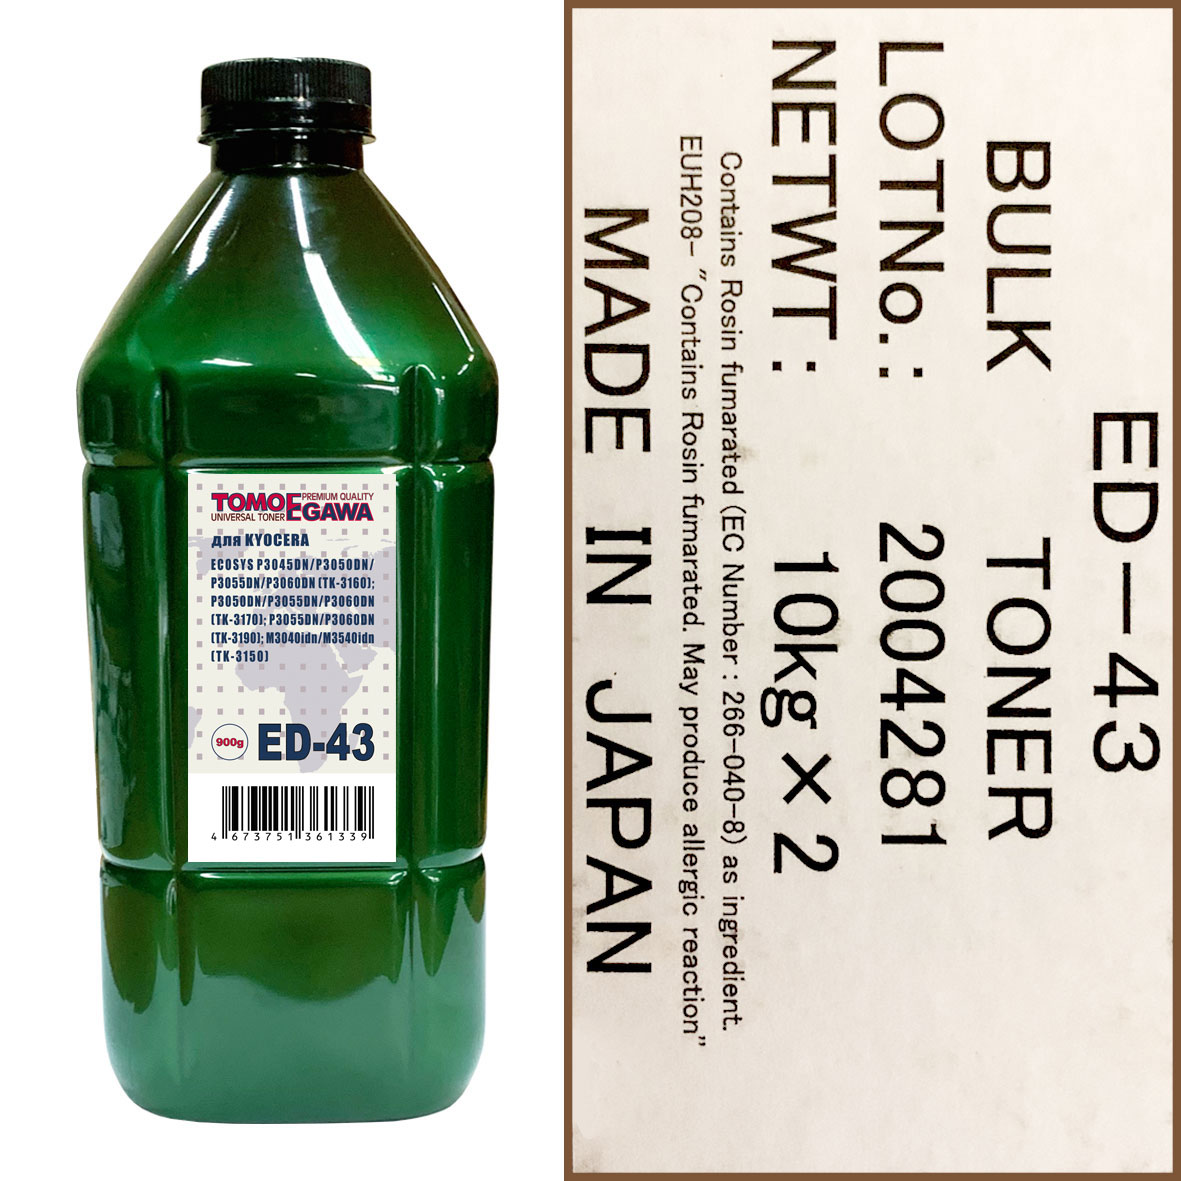 TOMOEGAWA
PREMIUM QUALITY
UNIVERSAL TONER
для KYOCERA
ECOSYS P3045DN/P3050DN/
P3055DN/P3060DN (TK-3160);
P3050DN/P3055DN/P3060DN
(TK-3170); P3055DN/P3060DN
(TK-3190); M3040idn/M3540idn
(TK-3150)
900g ED-43
4 673751 361339
ED-43
BULK TONER
LOTNo.: 2004281
NETWT: 10kg×2
Contains Rosin fumarated (EC Number : 266-040-8) as ingredient.
EUH208- "Contains Rosin fumarated. May produce allergic reaction"
MADE IN JAPAN